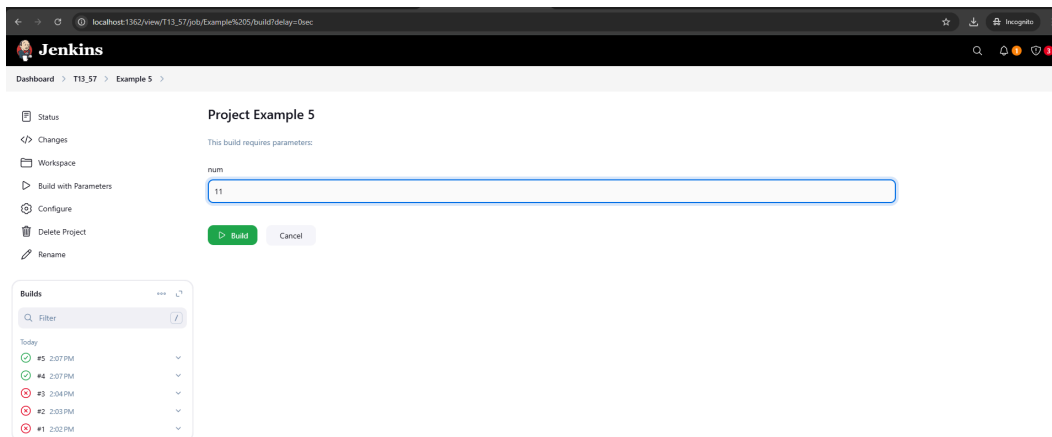 localhost:1362/view/T13_57/job/Example%205/build?delay=0sec
Incognito
Jenkins
1
3
Dashboard > T13_57 > Example 5 >
Status
Changes
Workspace
Build with Parameters
Configure
Delete Project
Rename
Builds
Filter
/
Today
#5 2:07 PM
#4 2:07 PM
#3 2:04 PM
#2 2:03 PM
#1 2:02 PM
Project Example 5
This build requires parameters:
num
11
Build
Cancel